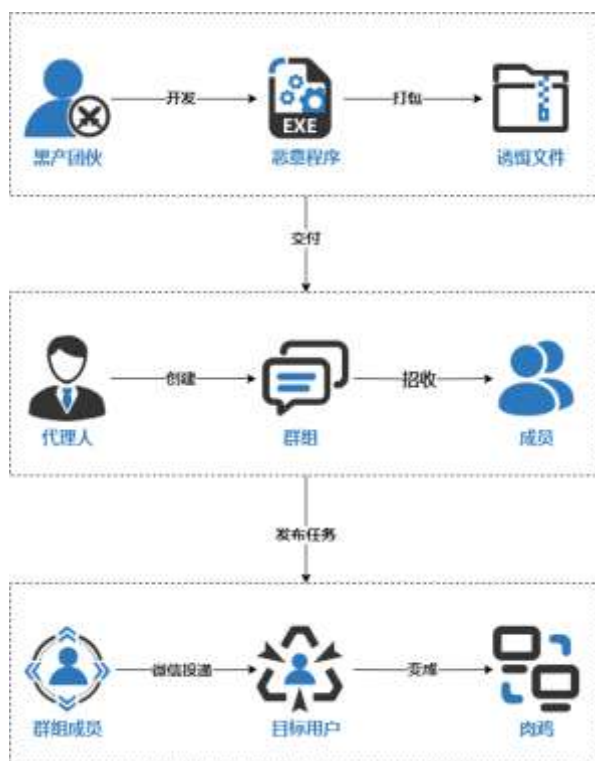 开发
打包
EXE
黑产团伙
恶意程序
诱饵文件
交付
创建
招收
代理人
群组
成员
发布任务
微信投递
变成
群组成员
目标用户
肉鸡